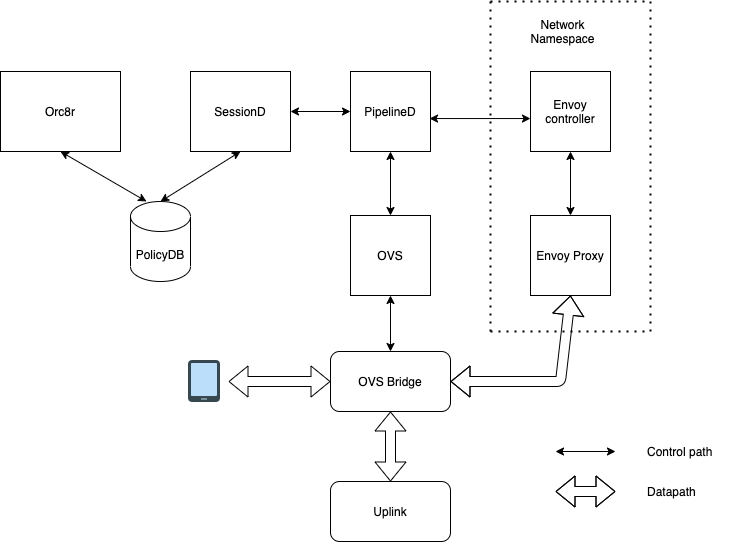 Network
Namespace
Orc8r
SessionD
PipelineD
Envoy
controller
PolicyDB
OVS
Envoy Proxy
OVS Bridge
Control path
Datapath
Uplink